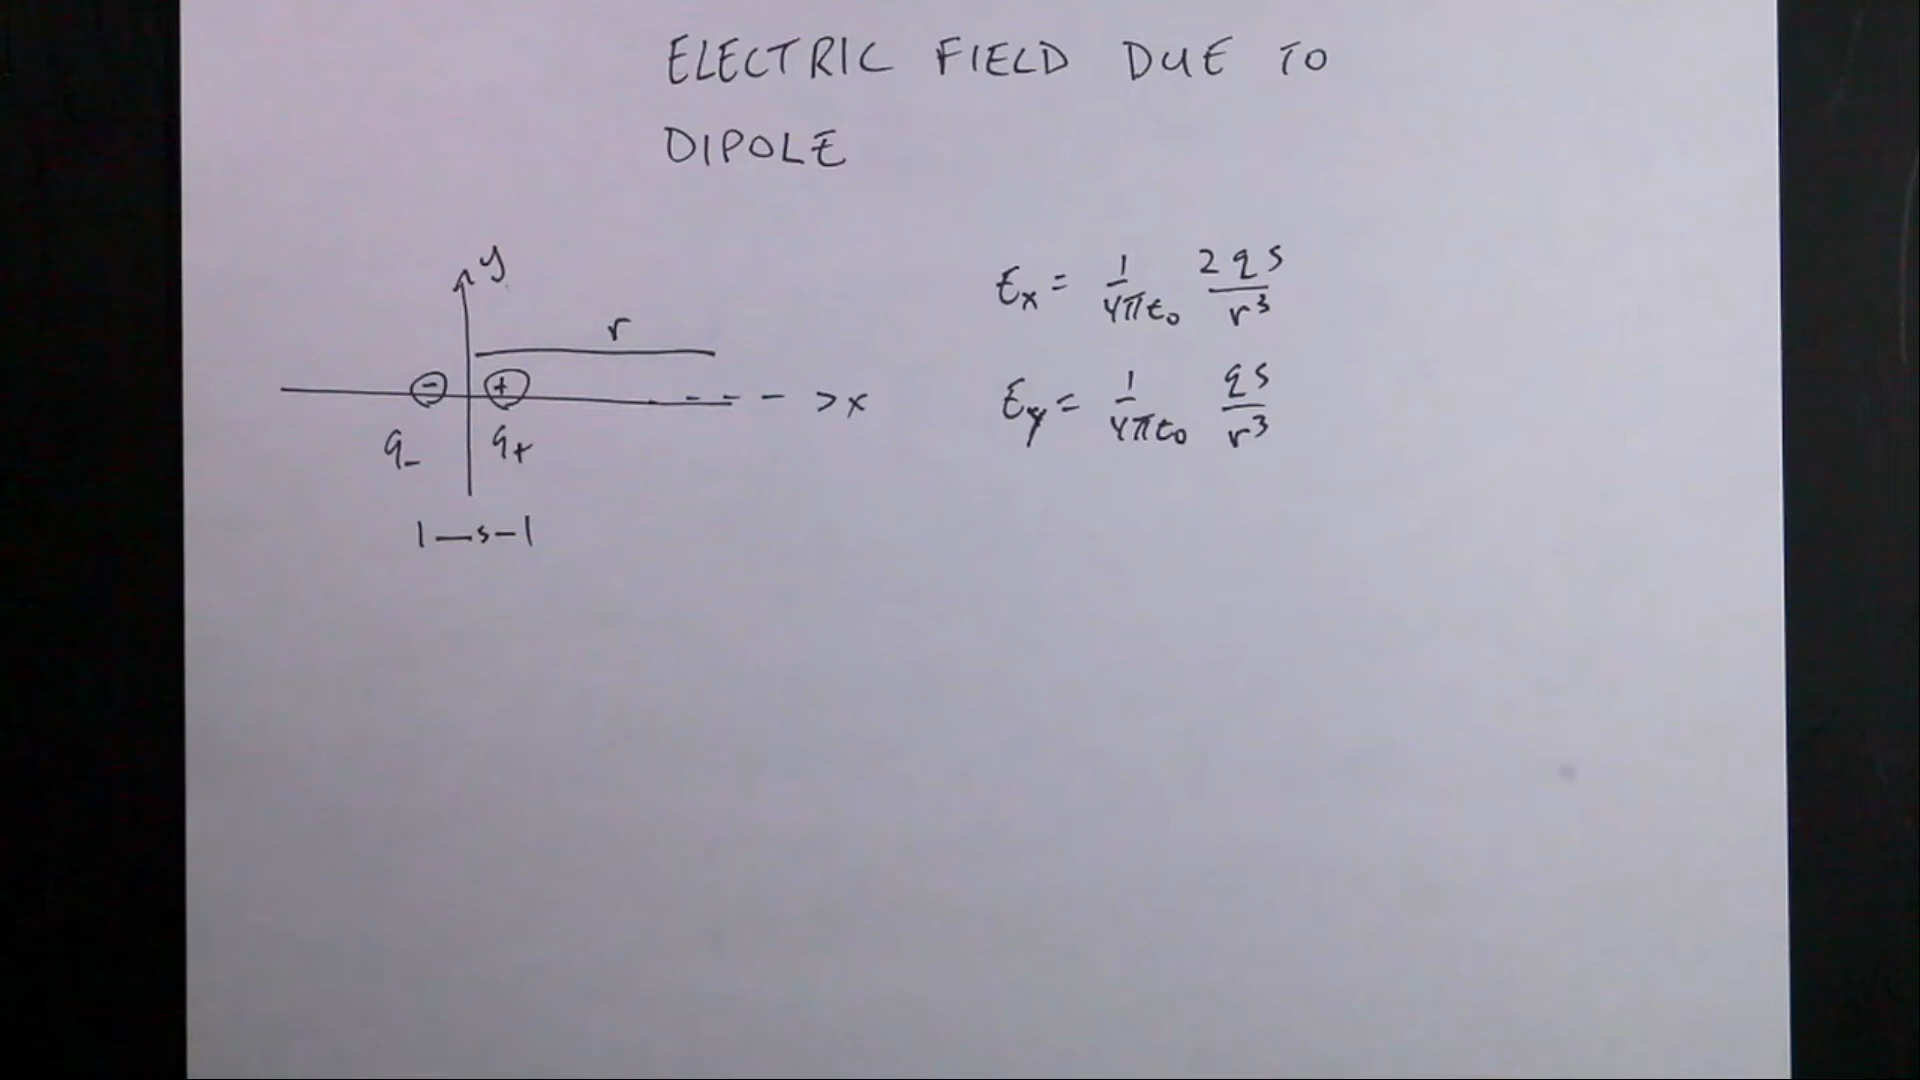 ELECTRIC FIELD DUE TO
DIPOLE
y
r
- + > x
q₋ q₊
|—s—|
Eₓ = 1/4πε₀ 2qs/r³
Eᵧ = 1/4πε₀ qs/r³